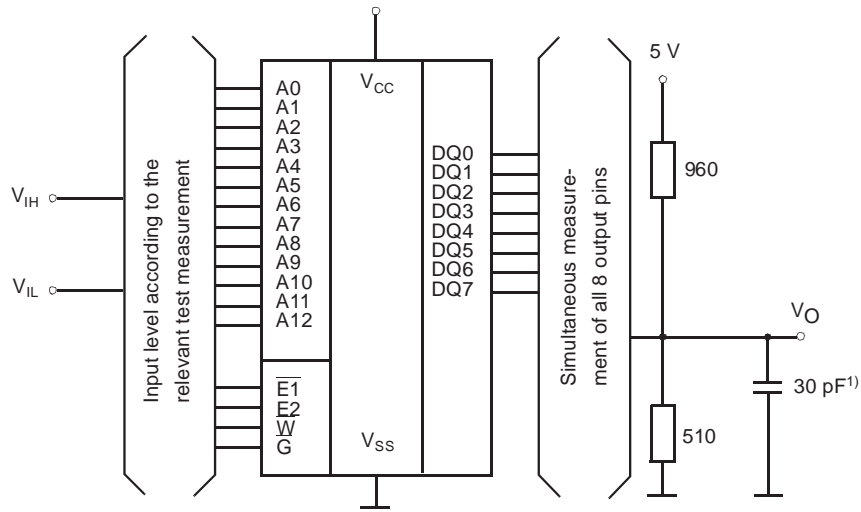 V_IH
V_IL
Input level according to the
relevant test measurement
A0
A1
A2
A3
A4
A5
A6
A7
A8
A9
A10
A11
A12
E1
E2
W
G
V_CC
V_SS
DQ0
DQ1
DQ2
DQ3
DQ4
DQ5
DQ6
DQ7
Simultaneous measure-
ment of all 8 output pins
5 V
960
V_O
30 pF¹⁾
510